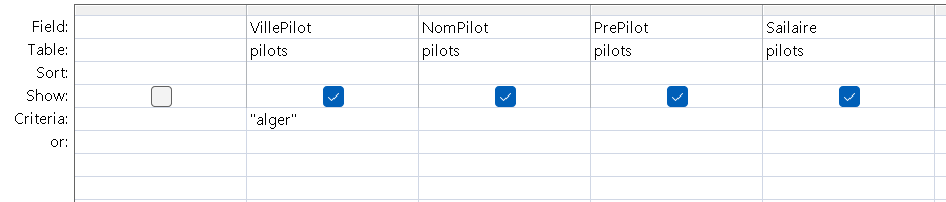 Field: VillePilot NomPilot PrePilot Sailaire
Table: pilots pilots pilots pilots
Sort:
Show:
Criteria: "alger"
or: